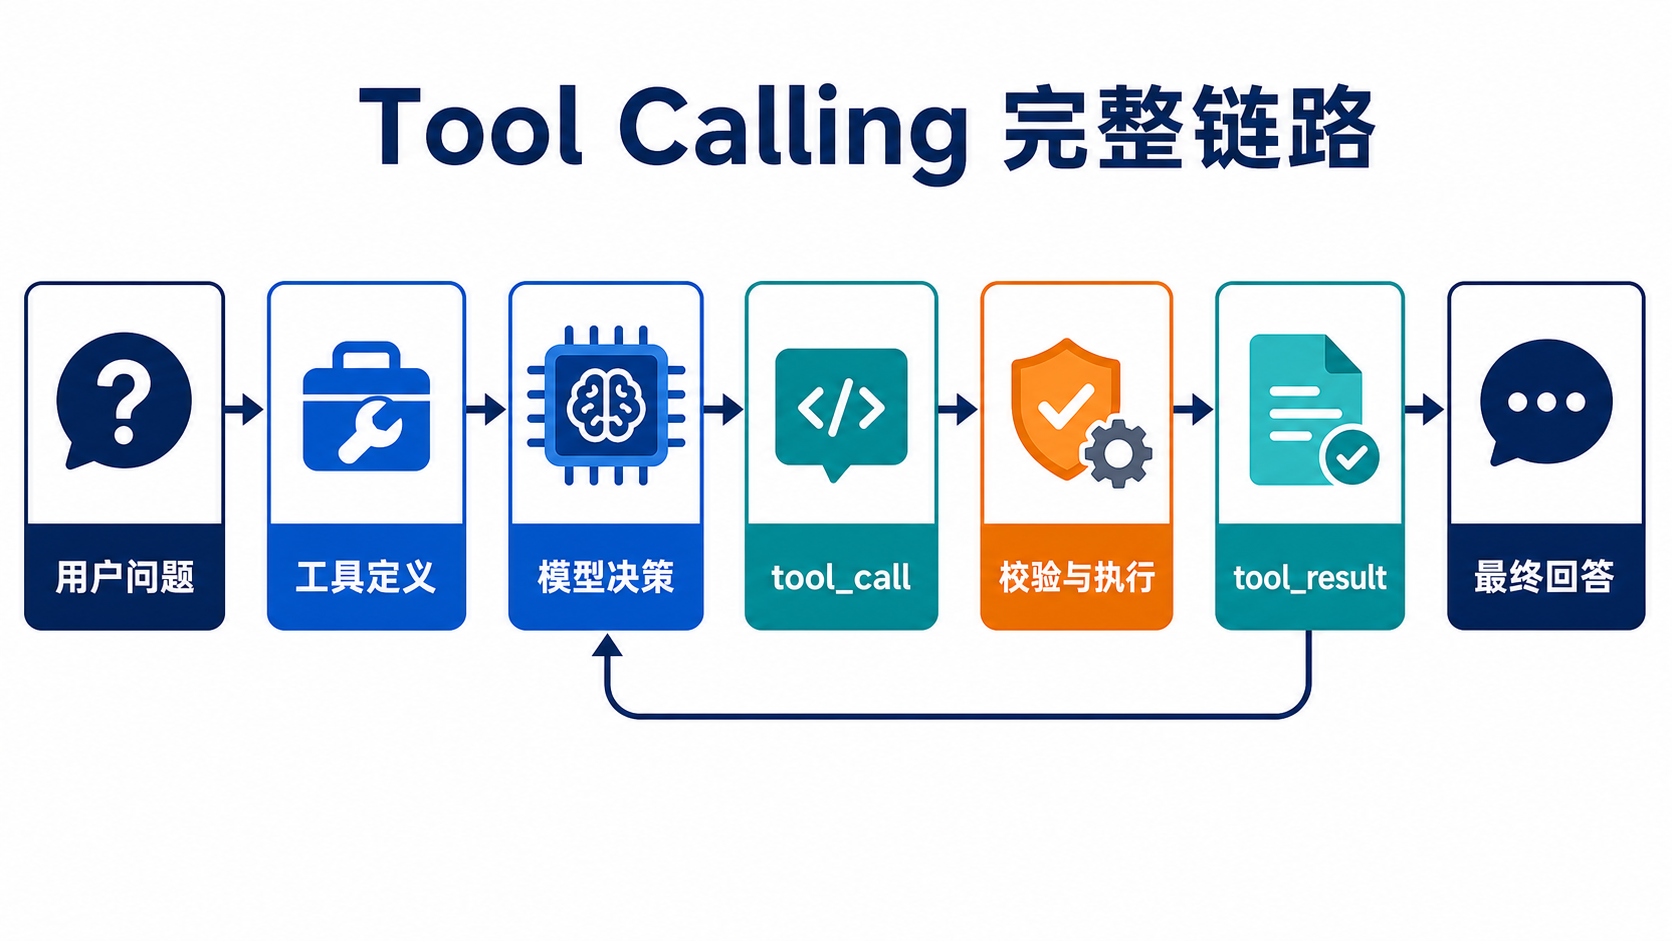 Tool Calling 完整链路
用户问题
工具定义
模型决策
tool_call
校验与执行
tool_result
最终回答